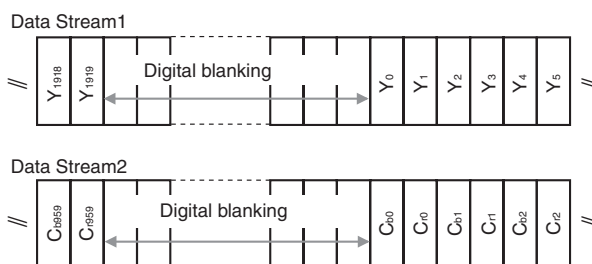 Data Stream1
Y1918 Y1919 Digital blanking Y0 Y1 Y2 Y3 Y4 Y5
Data Stream2
Cb959 Cr959 Digital blanking Cb0 Cr0 Cb1 Cr1 Cb2 Cr2